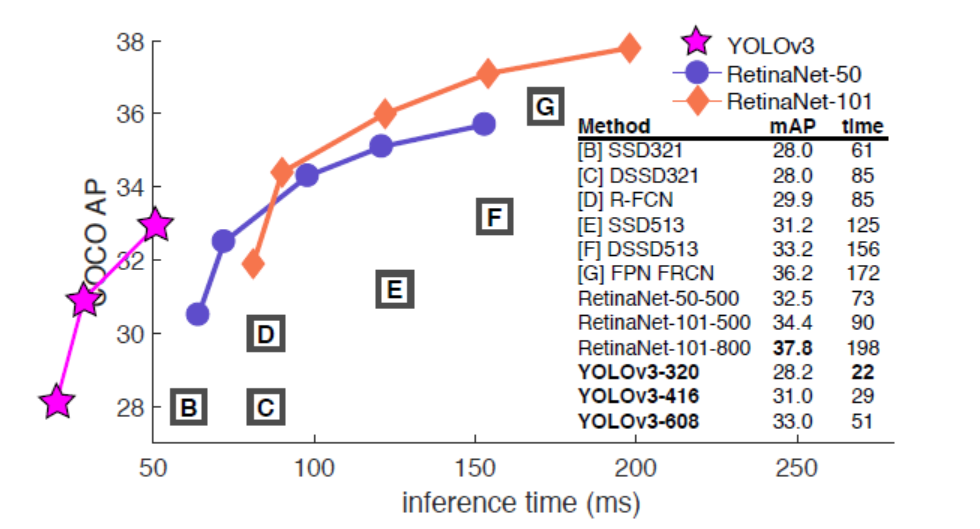 38
YOLOv3
RetinaNet-50
RetinaNet-101
36
G
Method mAP time
[B] SSD321 28.0 61
[C] DSSD321 28.0 85
[D] R-FCN 29.9 85
[E] SSD513 31.2 125
[F] DSSD513 33.2 156
[G] FPN FRCN 36.2 172
RetinaNet-50-500 32.5 73
RetinaNet-101-500 34.4 90
RetinaNet-101-800 37.8 198
YOLOv3-320 28.2 22
YOLOv3-416 31.0 29
YOLOv3-608 33.0 51
34
COCO AP
F
32
E
30
D
28
B
C
50 100 150 200 250
inference time (ms)